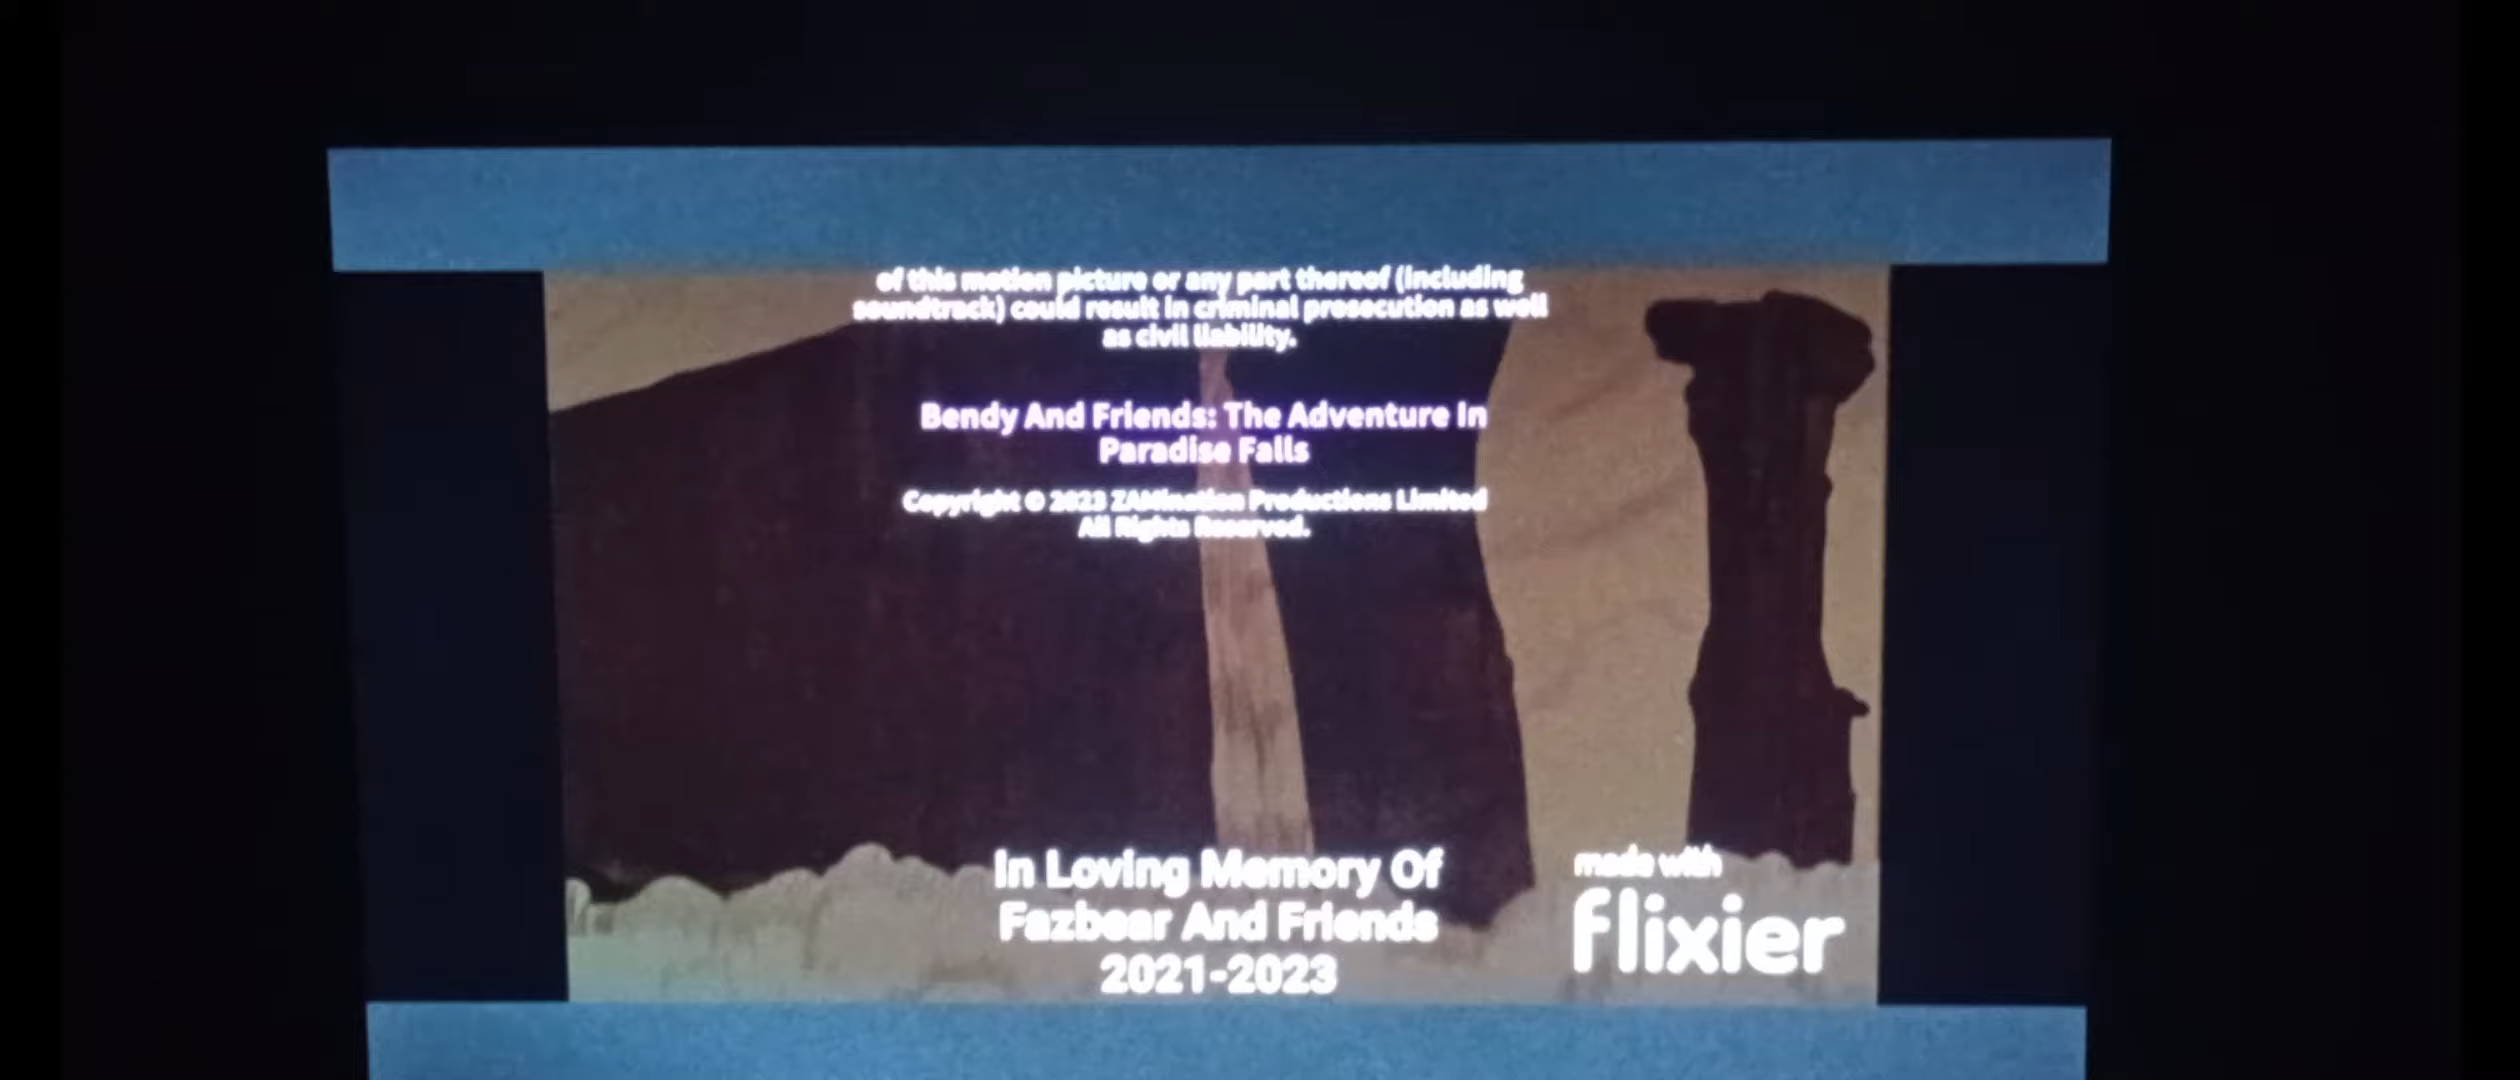 of this motion picture or any part thereof (including
soundtrack) could result in criminal prosecution as well
as civil liability.
Bendy And Friends: The Adventure In
Paradise Falls
Copyright © 2023 ZAMination Productions Limited
All Rights Reserved.
In Loving Memory Of
Fazbear And Friends
2021-2023
made with
flixier